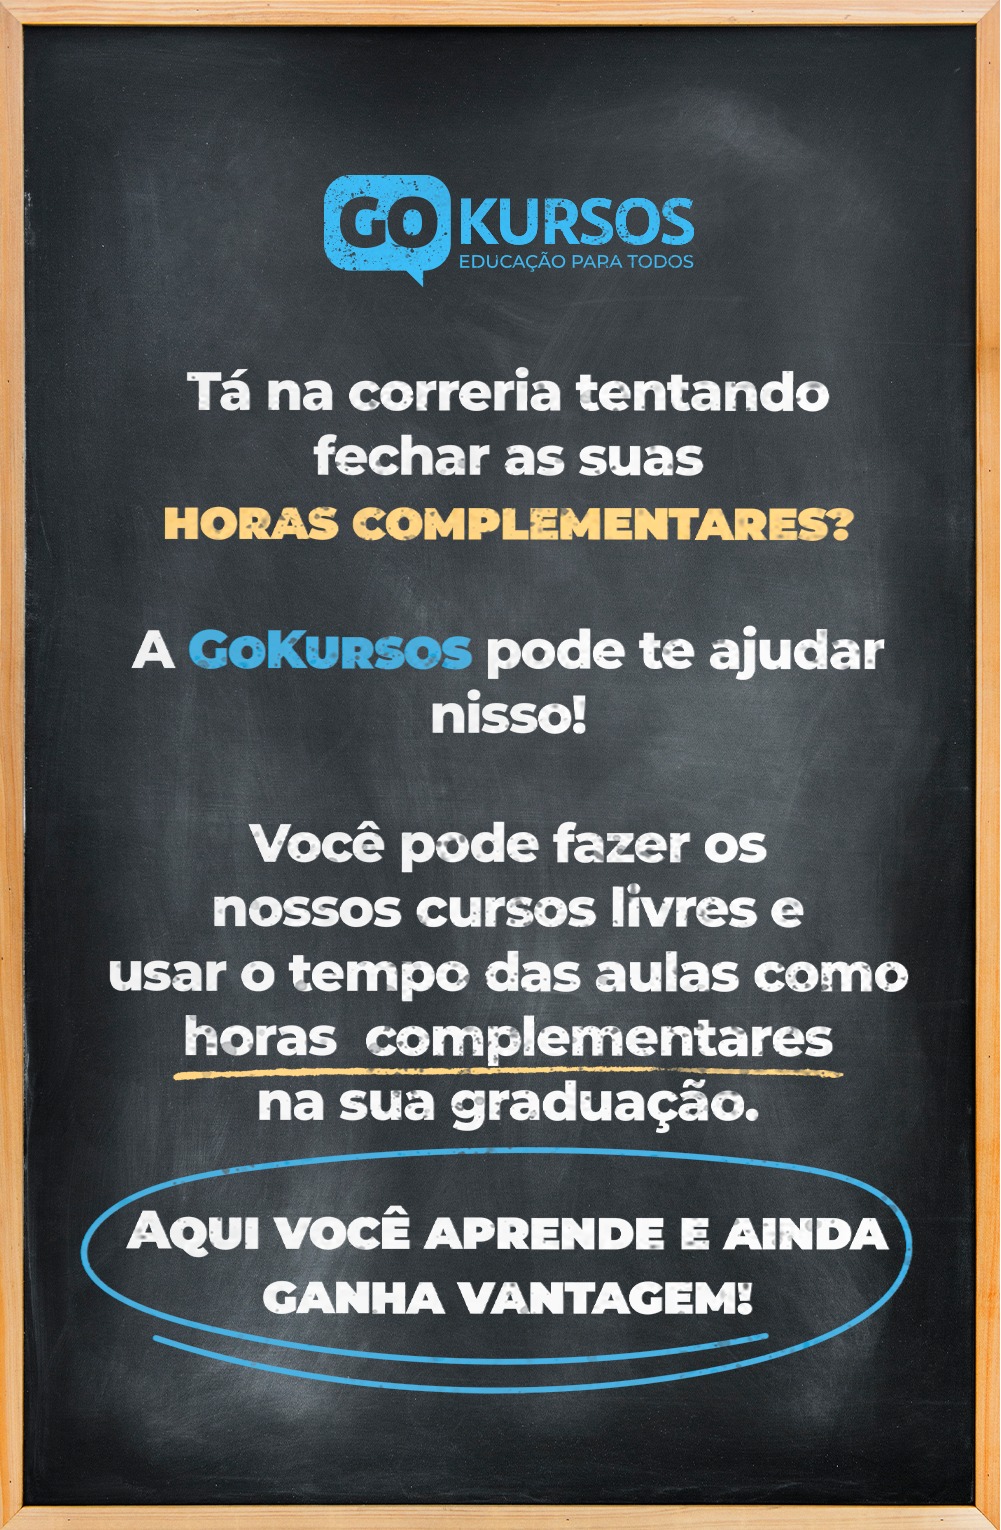 GO KURSOS
EDUCAÇÃO PARA TODOS
Tá na correria tentando
fechar as suas
HORAS COMPLEMENTARES?
A GoKursos pode te ajudar
nisso!
Você pode fazer os
nossos cursos livres e
usar o tempo das aulas como
horas complementares
na sua graduação.
AQUI VOCÊ APRENDE E AINDA
GANHA VANTAGEM!